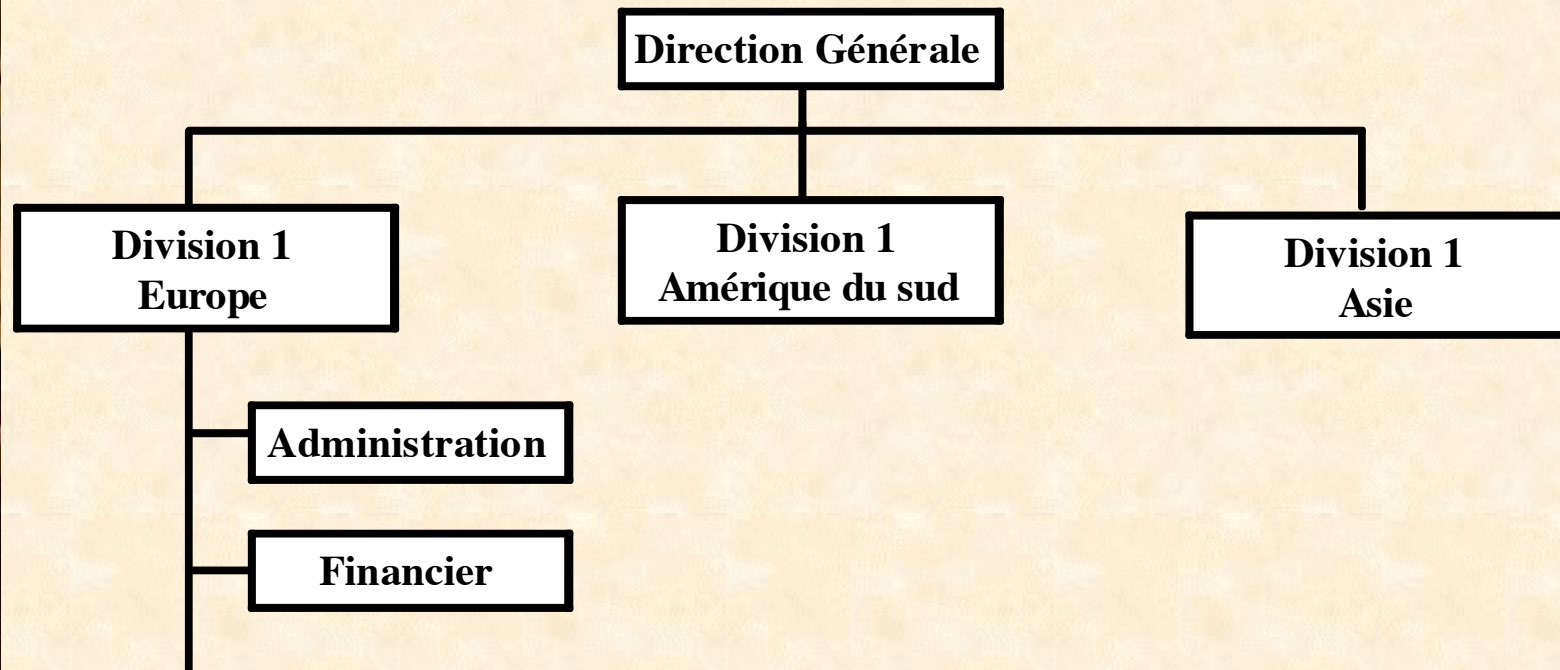 Direction Générale
Division 1
Europe
Division 1
Amérique du sud
Division 1
Asie
Administration
Financier